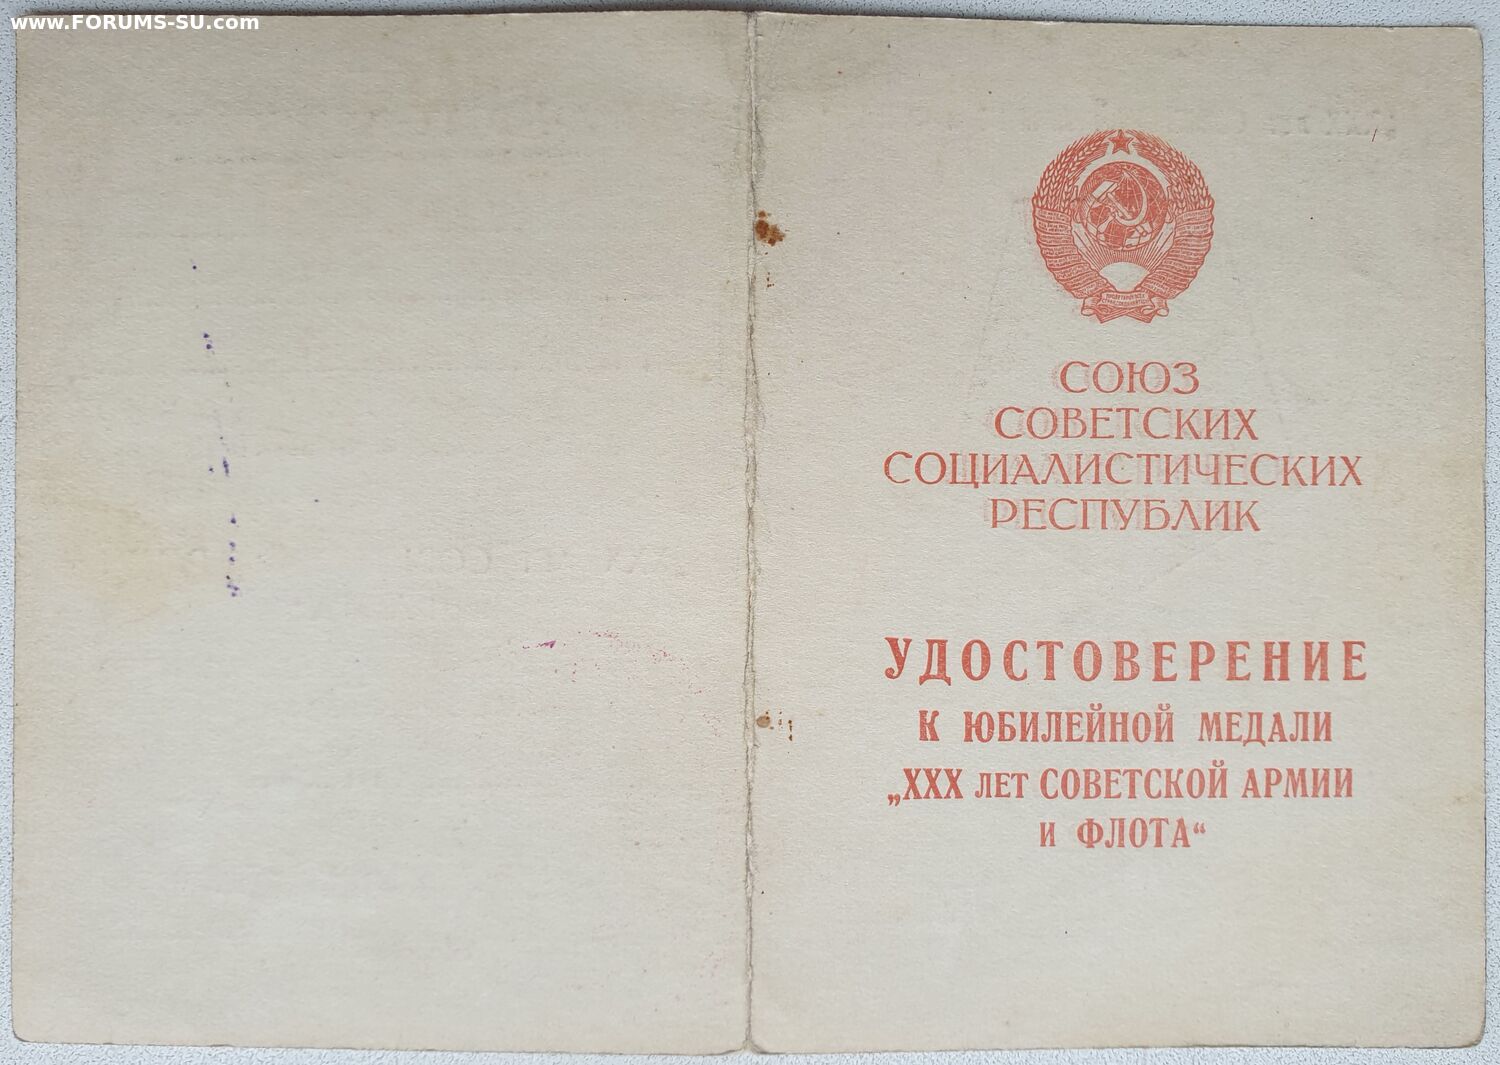 www.FORUMS-SU.com
СОЮЗ
СОВЕТСКИХ
СОЦИАЛИСТИЧЕСКИХ
РЕСПУБЛИК
УДОСТОВЕРЕНИЕ
К ЮБИЛЕЙНОЙ МЕДАЛИ
„XXX ЛЕТ СОВЕТСКОЙ АРМИИ
И ФЛОТА“